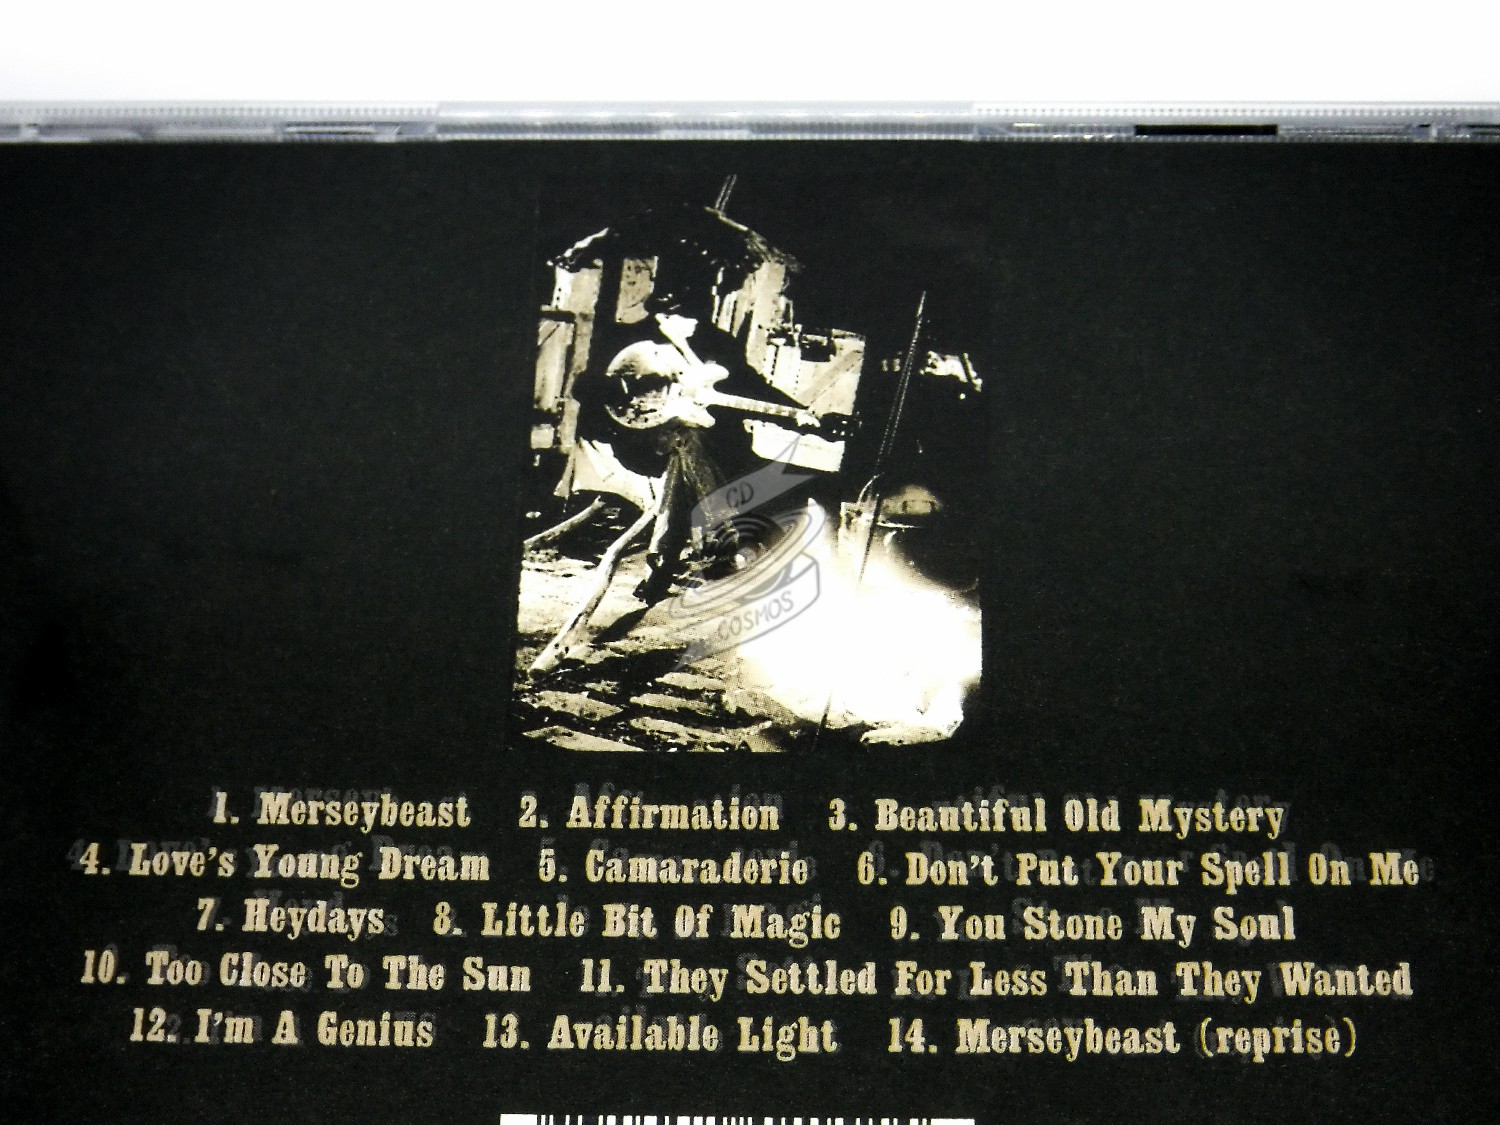 CD
COSMOS
1. Merseybeast 2. Affirmation 3. Beautiful Old Mystery
4. Love's Young Dream 5. Camaraderie 6. Don't Put Your Spell On Me
7. Heydays 8. Little Bit Of Magic 9. You Stone My Soul
10. Too Close To The Sun 11. They Settled For Less Than They Wanted
12. I'm A Genius 13. Available Light 14. Merseybeast (reprise)